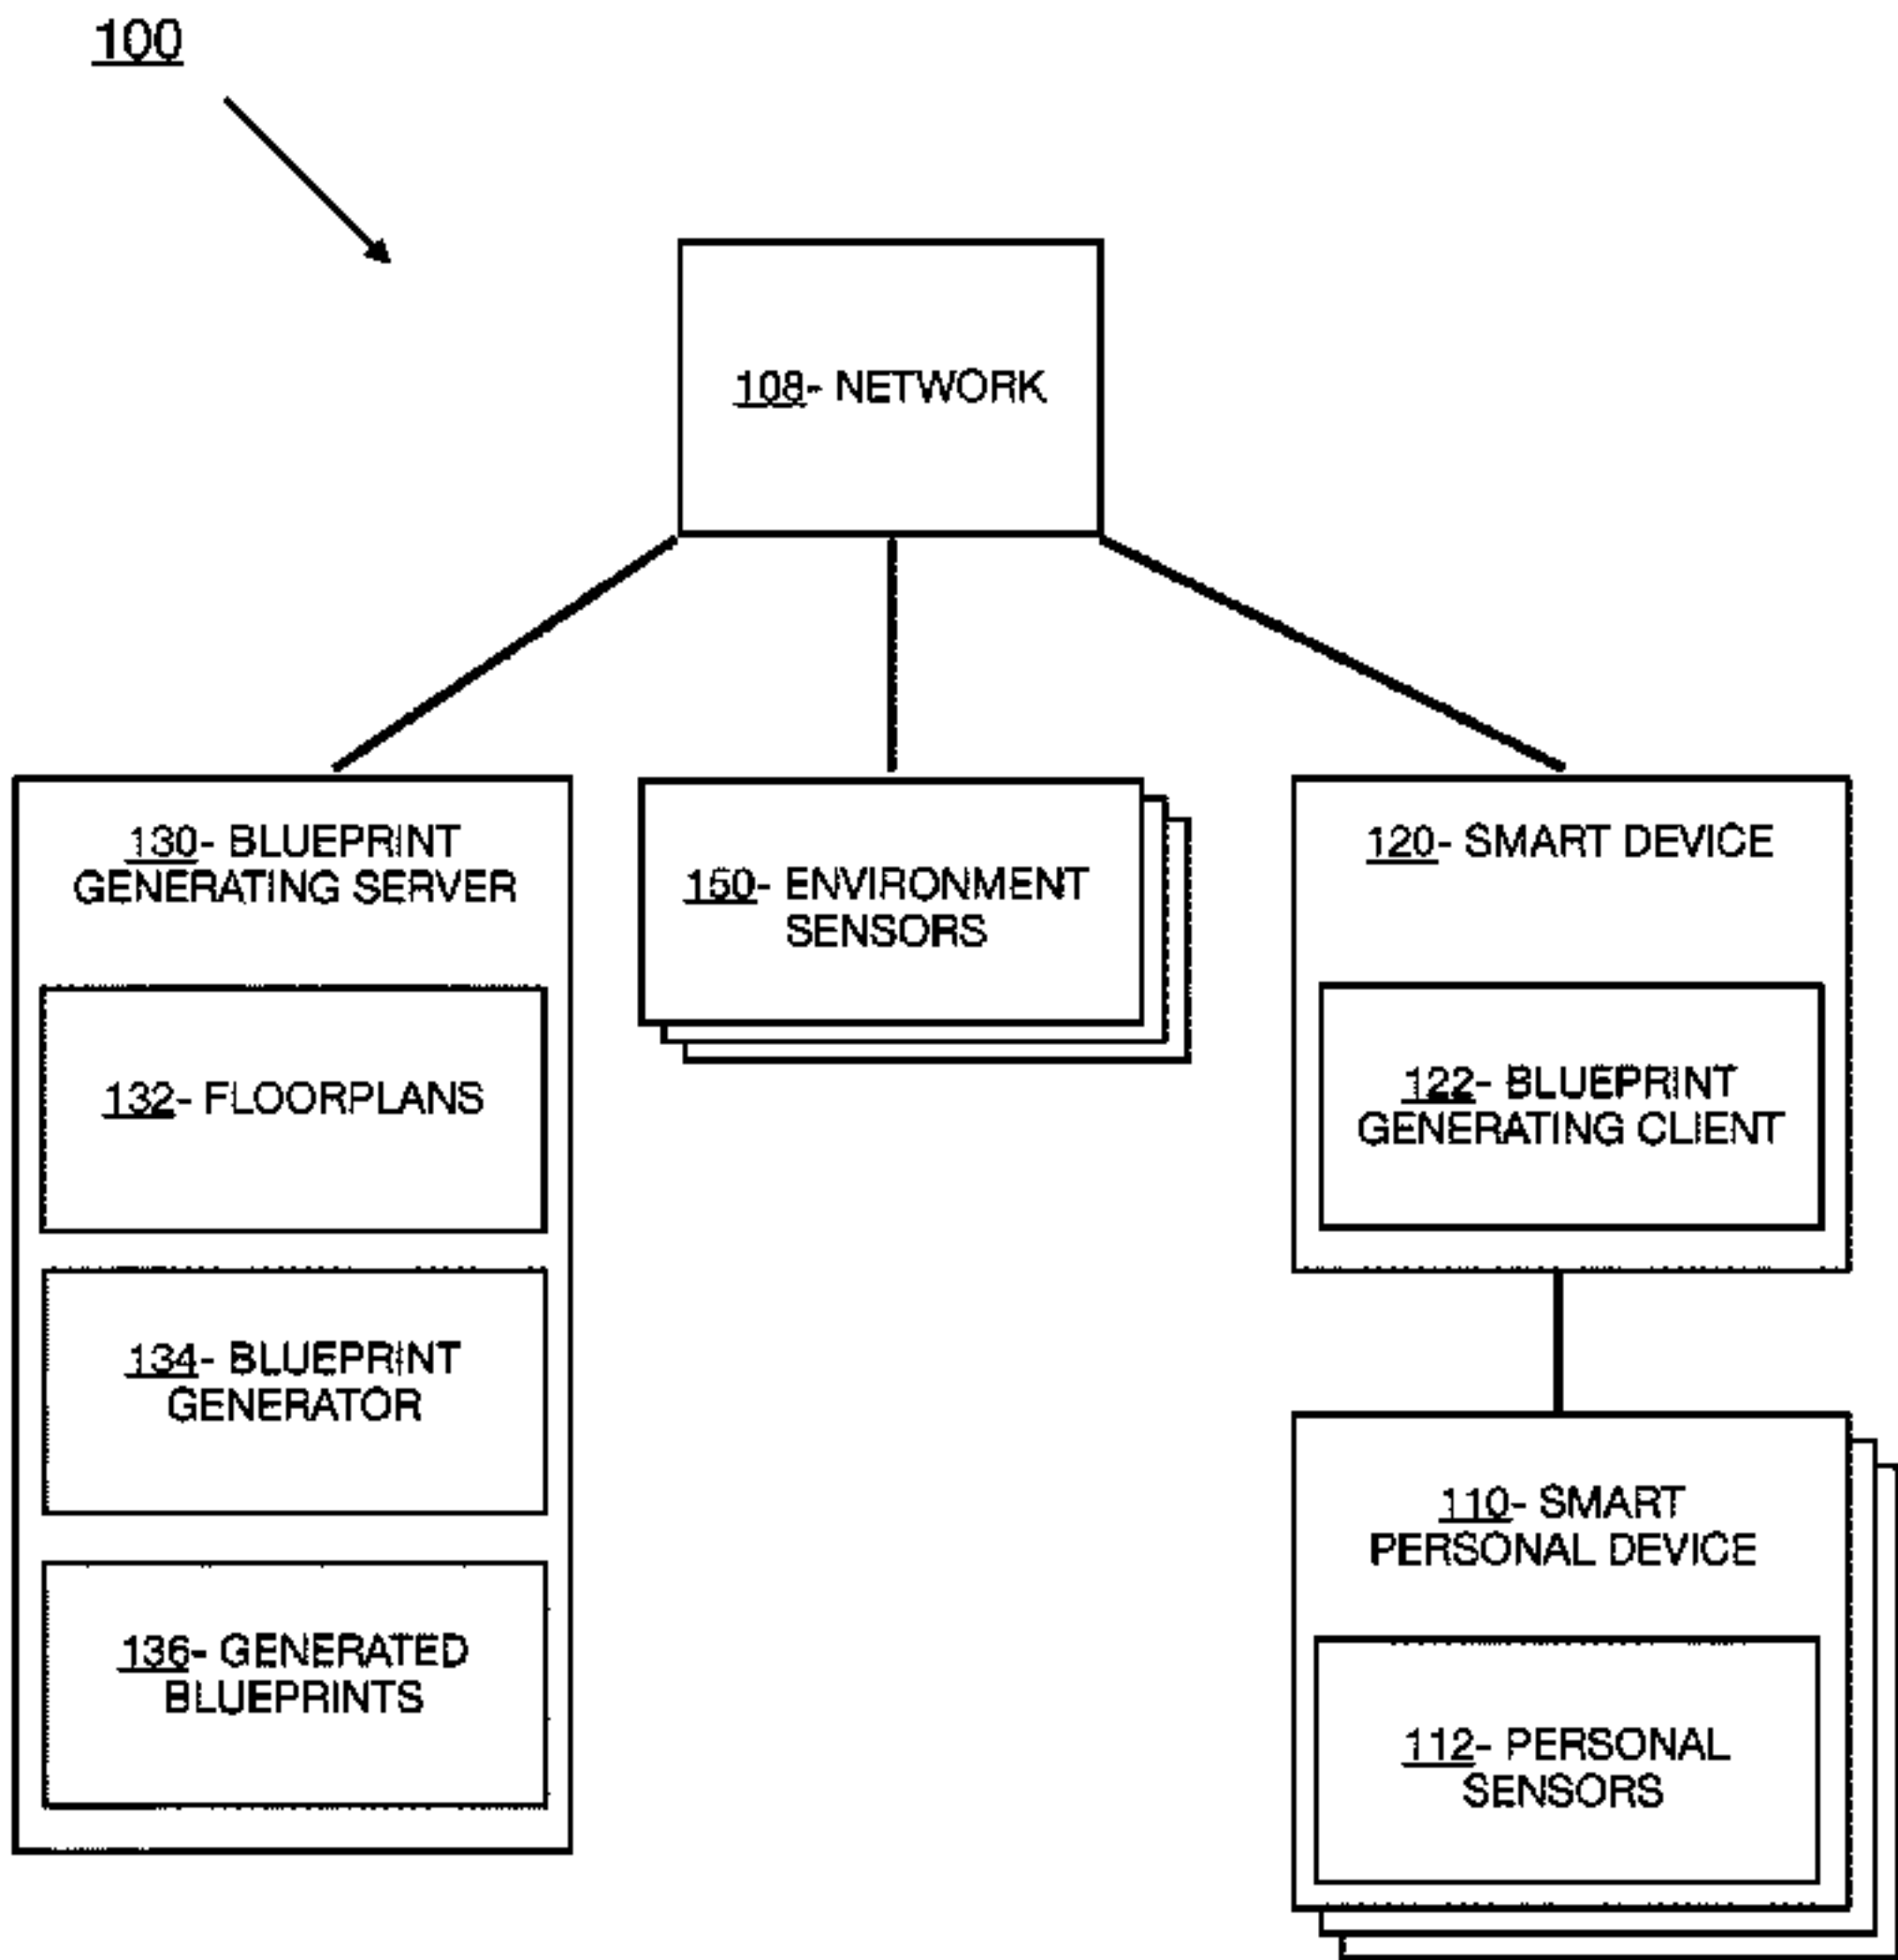 100
108- NETWORK
130- BLUEPRINT
GENERATING SERVER
132- FLOORPLANS
134- BLUEPRINT
GENERATOR
136- GENERATED
BLUEPRINTS
150- ENVIRONMENT
SENSORS
120- SMART DEVICE
122- BLUEPRINT
GENERATING CLIENT
110- SMART
PERSONAL DEVICE
112- PERSONAL
SENSORS